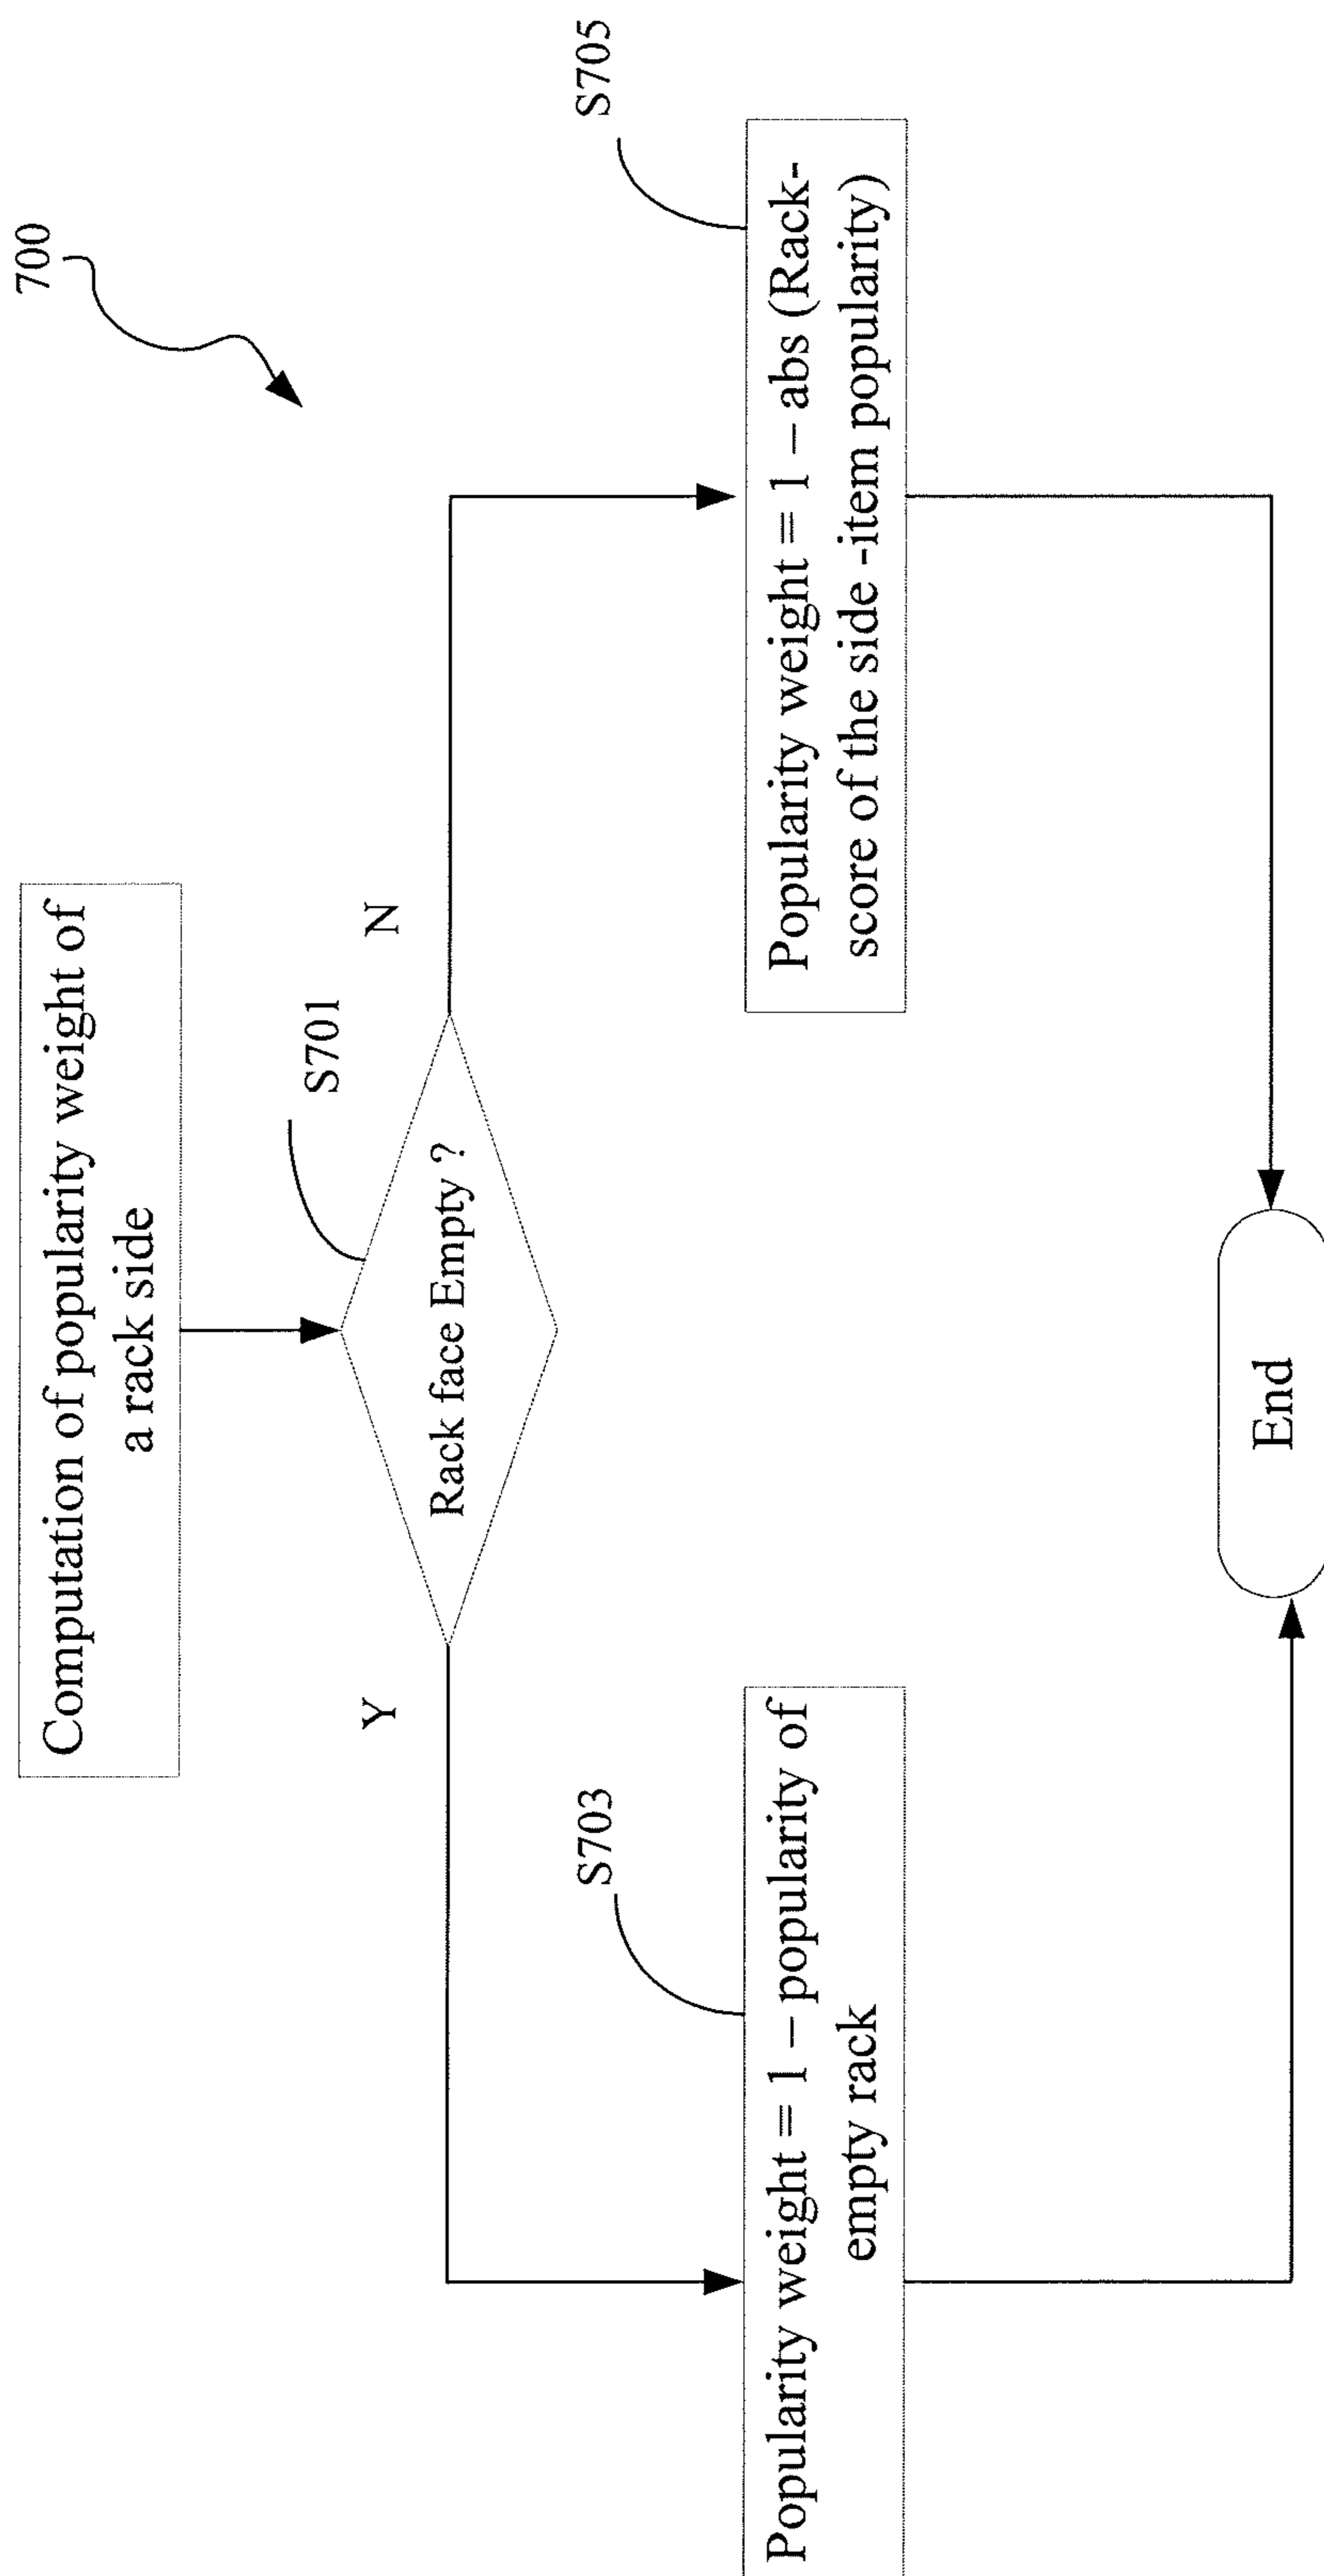 700
Computation of popularity weight of
a rack side
S701
Rack face Empty ?
Y
N
S703
Popularity weight = 1 – popularity of
empty rack
S705
Popularity weight = 1 – abs (Rack-
score of the side -item popularity)
End